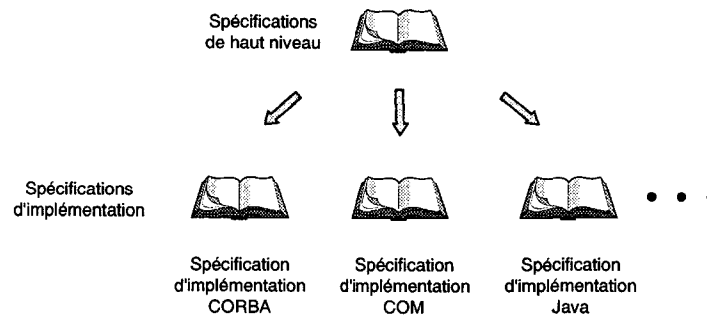 Spécifications
de haut niveau
Spécifications
d'implémentation
Spécification
d'implémentation
CORBA
Spécification
d'implémentation
COM
Spécification
d'implémentation
Java